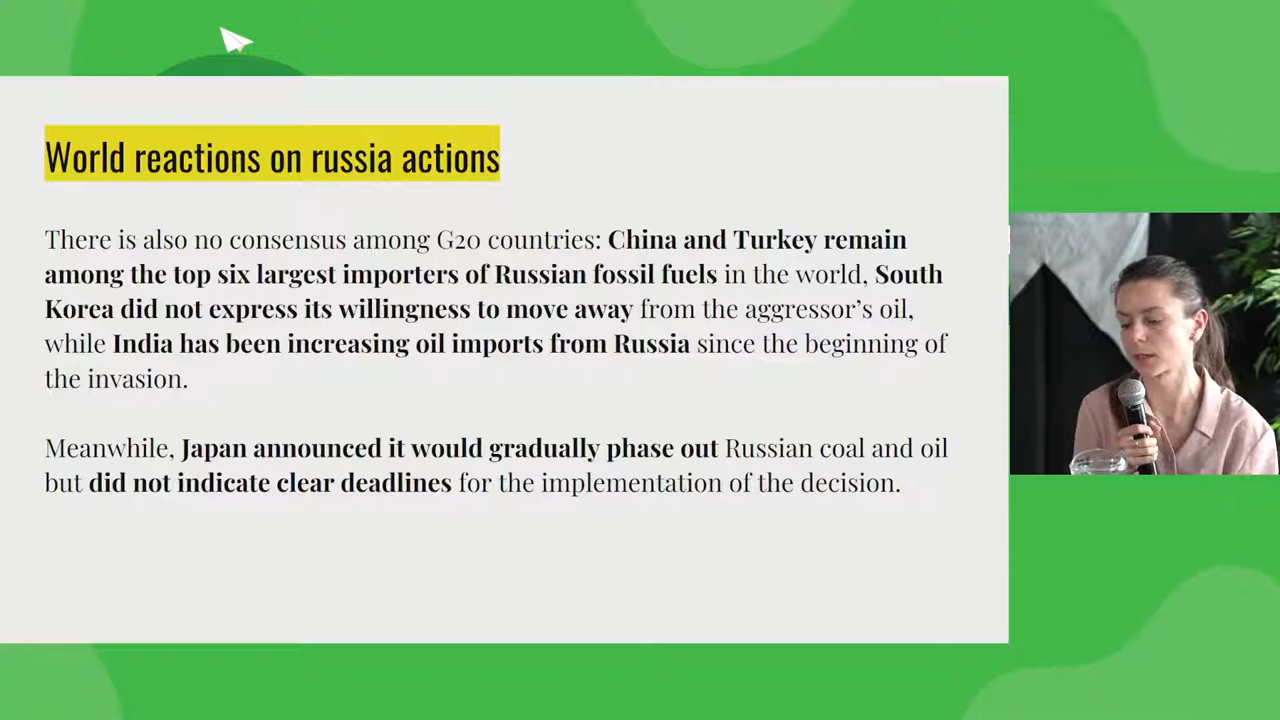 World reactions on russia actions
There is also no consensus among G20 countries: China and Turkey remain
among the top six largest importers of Russian fossil fuels in the world, South
Korea did not express its willingness to move away from the aggressor’s oil,
while India has been increasing oil imports from Russia since the beginning of
the invasion.
Meanwhile, Japan announced it would gradually phase out Russian coal and oil
but did not indicate clear deadlines for the implementation of the decision.